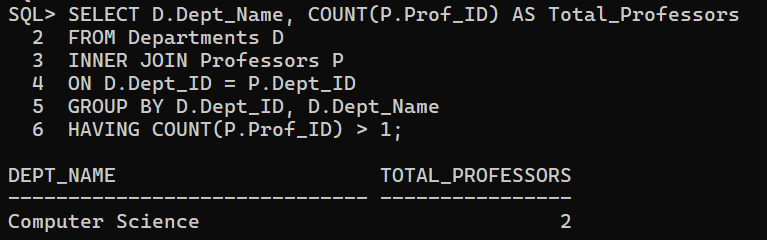 SQL> SELECT D.Dept_Name, COUNT(P.Prof_ID) AS Total_Professors
  2  FROM Departments D
  3  INNER JOIN Professors P
  4  ON D.Dept_ID = P.Dept_ID
  5  GROUP BY D.Dept_ID, D.Dept_Name
  6  HAVING COUNT(P.Prof_ID) > 1;

DEPT_NAME                      TOTAL_PROFESSORS
------------------------------ ----------------
Computer Science                              2